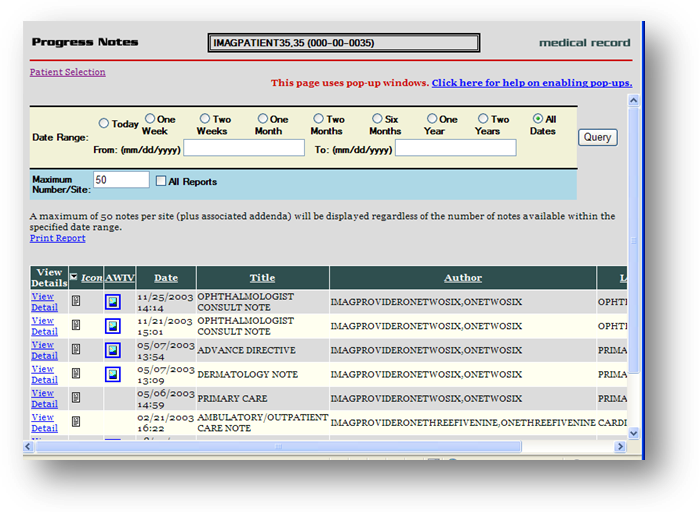 Progress Notes
IMAGPATIENT35,35 (000-00-0035)
medical record
Patient Selection
This page uses pop-up windows. Click here for help on enabling pop-ups.
Date Range:
Today
One Week
Two Weeks
One Month
Two Months
Six Months
One Year
Two Years
All Dates
From: (mm/dd/yyyy)
To: (mm/dd/yyyy)
Query
Maximum
Number/Site:
50
All Reports
A maximum of 50 notes per site (plus associated addenda) will be displayed regardless of the number of notes available within the
specified date range.
Print Report
View Details Icon AWIV Date Title Author
View Detail 11/25/2003 14:14 OPHTHALMOLOGIST CONSULT NOTE IMAGPROVIDERONETWOSIX,ONETWOSIX OPHT
View Detail 11/21/2003 15:01 OPHTHALMOLOGIST CONSULT NOTE IMAGPROVIDERONETWOSIX,ONETWOSIX OPHT
View Detail 05/07/2003 13:54 ADVANCE DIRECTIVE IMAGPROVIDERONETWOSIX,ONETWOSIX PRIMA
View Detail 05/07/2003 13:09 DERMATOLOGY NOTE IMAGPROVIDERONETWOSIX,ONETWOSIX PRIMA
View Detail 05/06/2003 14:59 PRIMARY CARE IMAGPROVIDERONETWOSIX,ONETWOSIX PRIMA
View Detail 02/21/2003 16:22 AMBULATORY/OUTPATIENT CARE NOTE IMAGPROVIDERONETHREEFIVENINE,ONETHREEFIVENINE CARDI